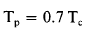 Tp = 0.7 Tc